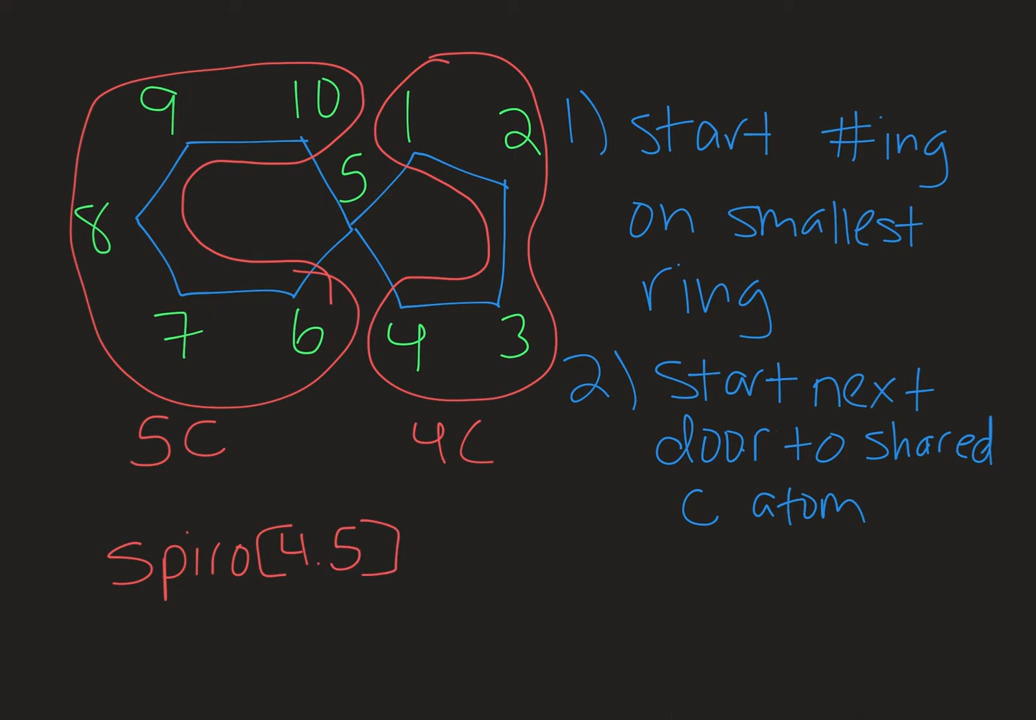 9 10 1 2
5
8
7 6 4 3
5C 4C
spiro[4.5]
1) start #ing
on smallest
ring
2) Start next
door to shared
C atom